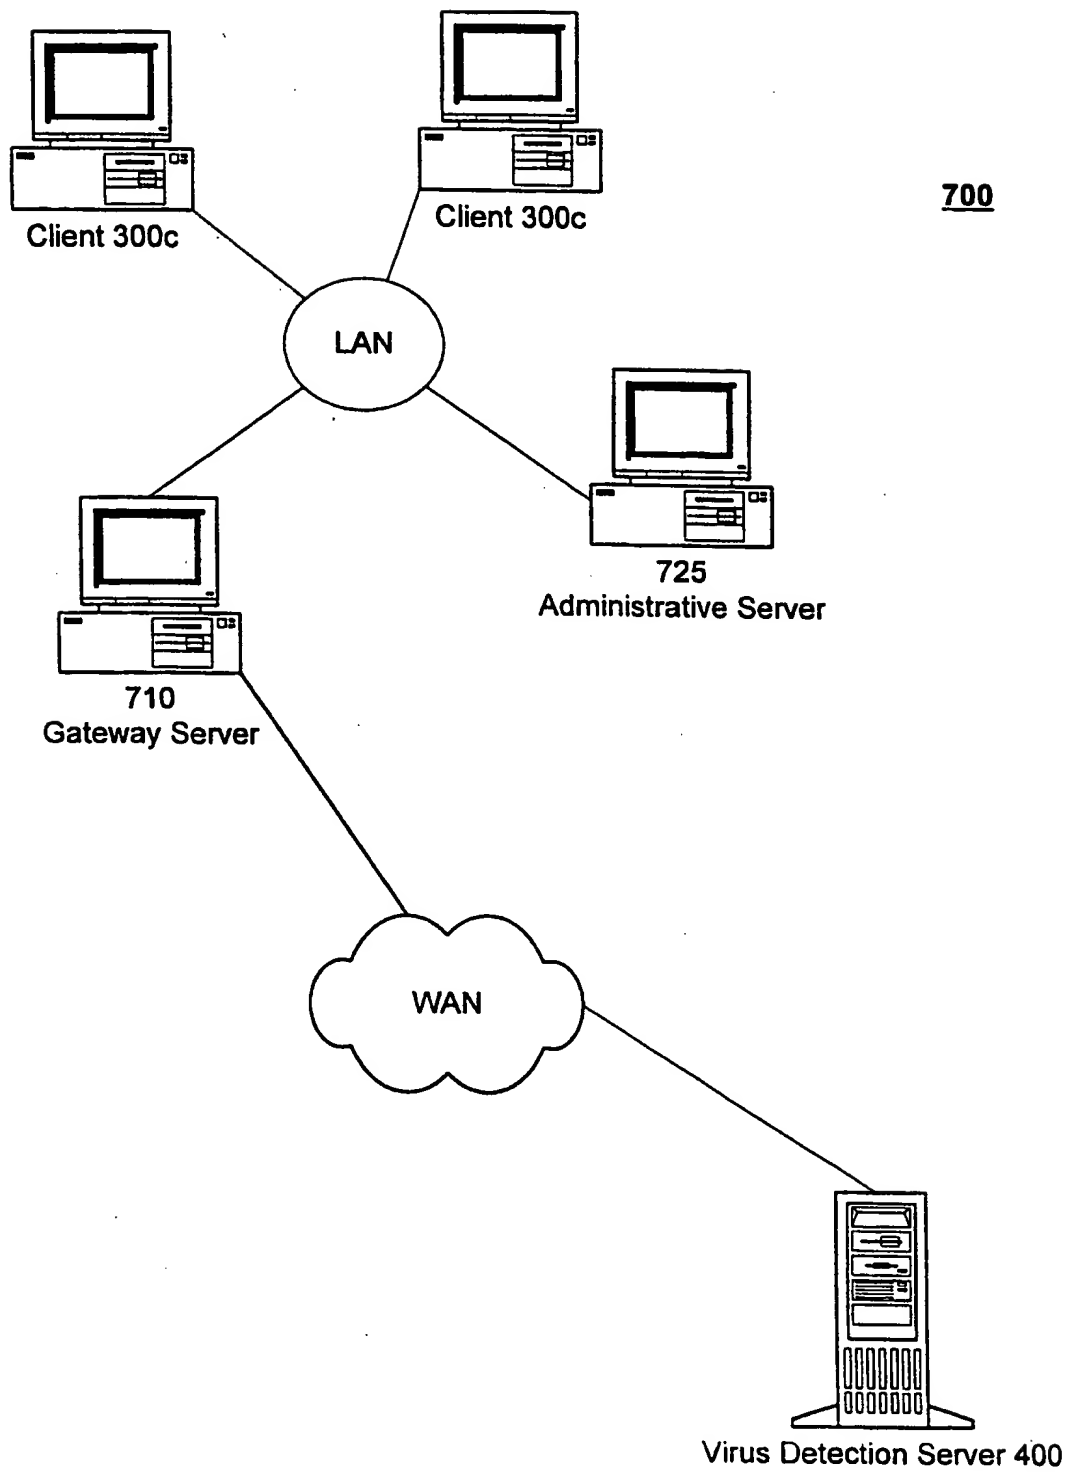 700
Client 300c
Client 300c
LAN
725
Administrative Server
710
Gateway Server
WAN
Virus Detection Server 400